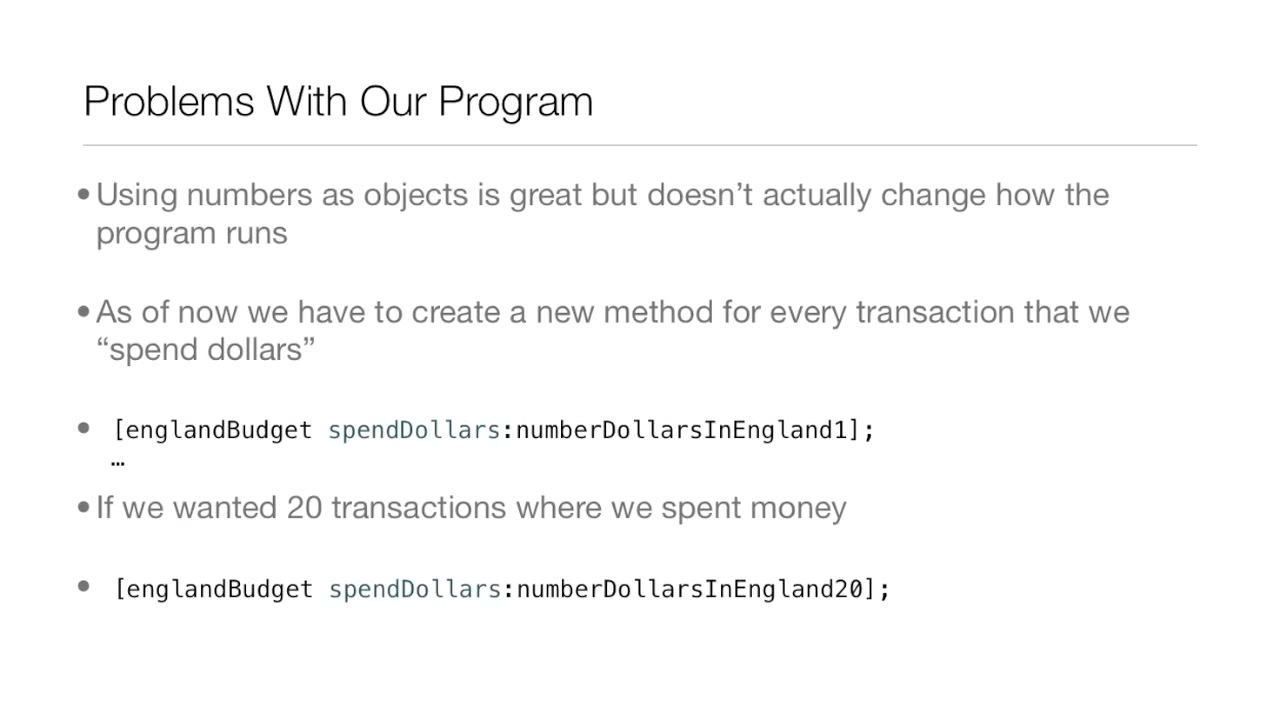 Problems With Our Program
•Using numbers as objects is great but doesn’t actually change how the
program runs
•As of now we have to create a new method for every transaction that we
“spend dollars”
• [englandBudget spendDollars:numberDollarsInEngland1];
…
•If we wanted 20 transactions where we spent money
• [englandBudget spendDollars:numberDollarsInEngland20];